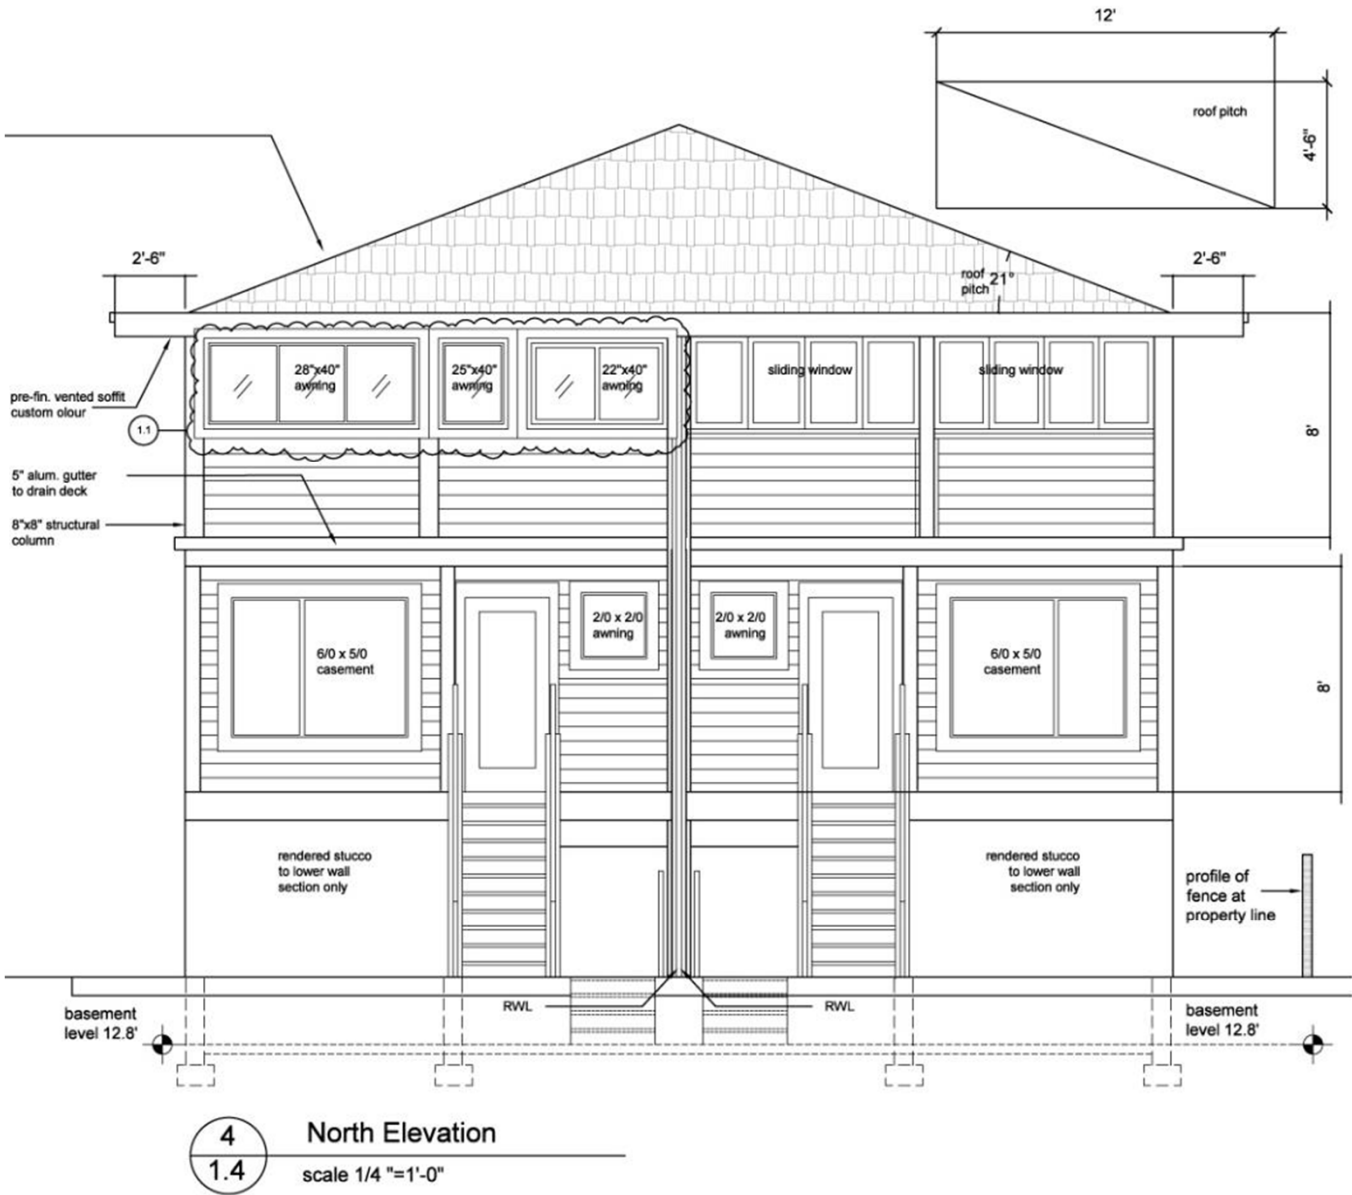 12'
roof pitch
4'-6"
2'-6"
roof
pitch
21°
2'-6"
28"x40"
awning
25"x40"
awning
22"x40"
awning
sliding window
sliding window
pre-fin. vented soffit
custom olour
1.1
8'
5" alum. gutter
to drain deck
8"x8" structural
column
2/0 x 2/0
awning
2/0 x 2/0
awning
6/0 x 5/0
casement
6/0 x 5/0
casement
8'
rendered stucco
to lower wall
section only
rendered stucco
to lower wall
section only
profile of
fence at
property line
RWL
RWL
basement
level 12.8'
basement
level 12.8'
4
1.4
North Elevation
scale 1/4 "=1'-0"